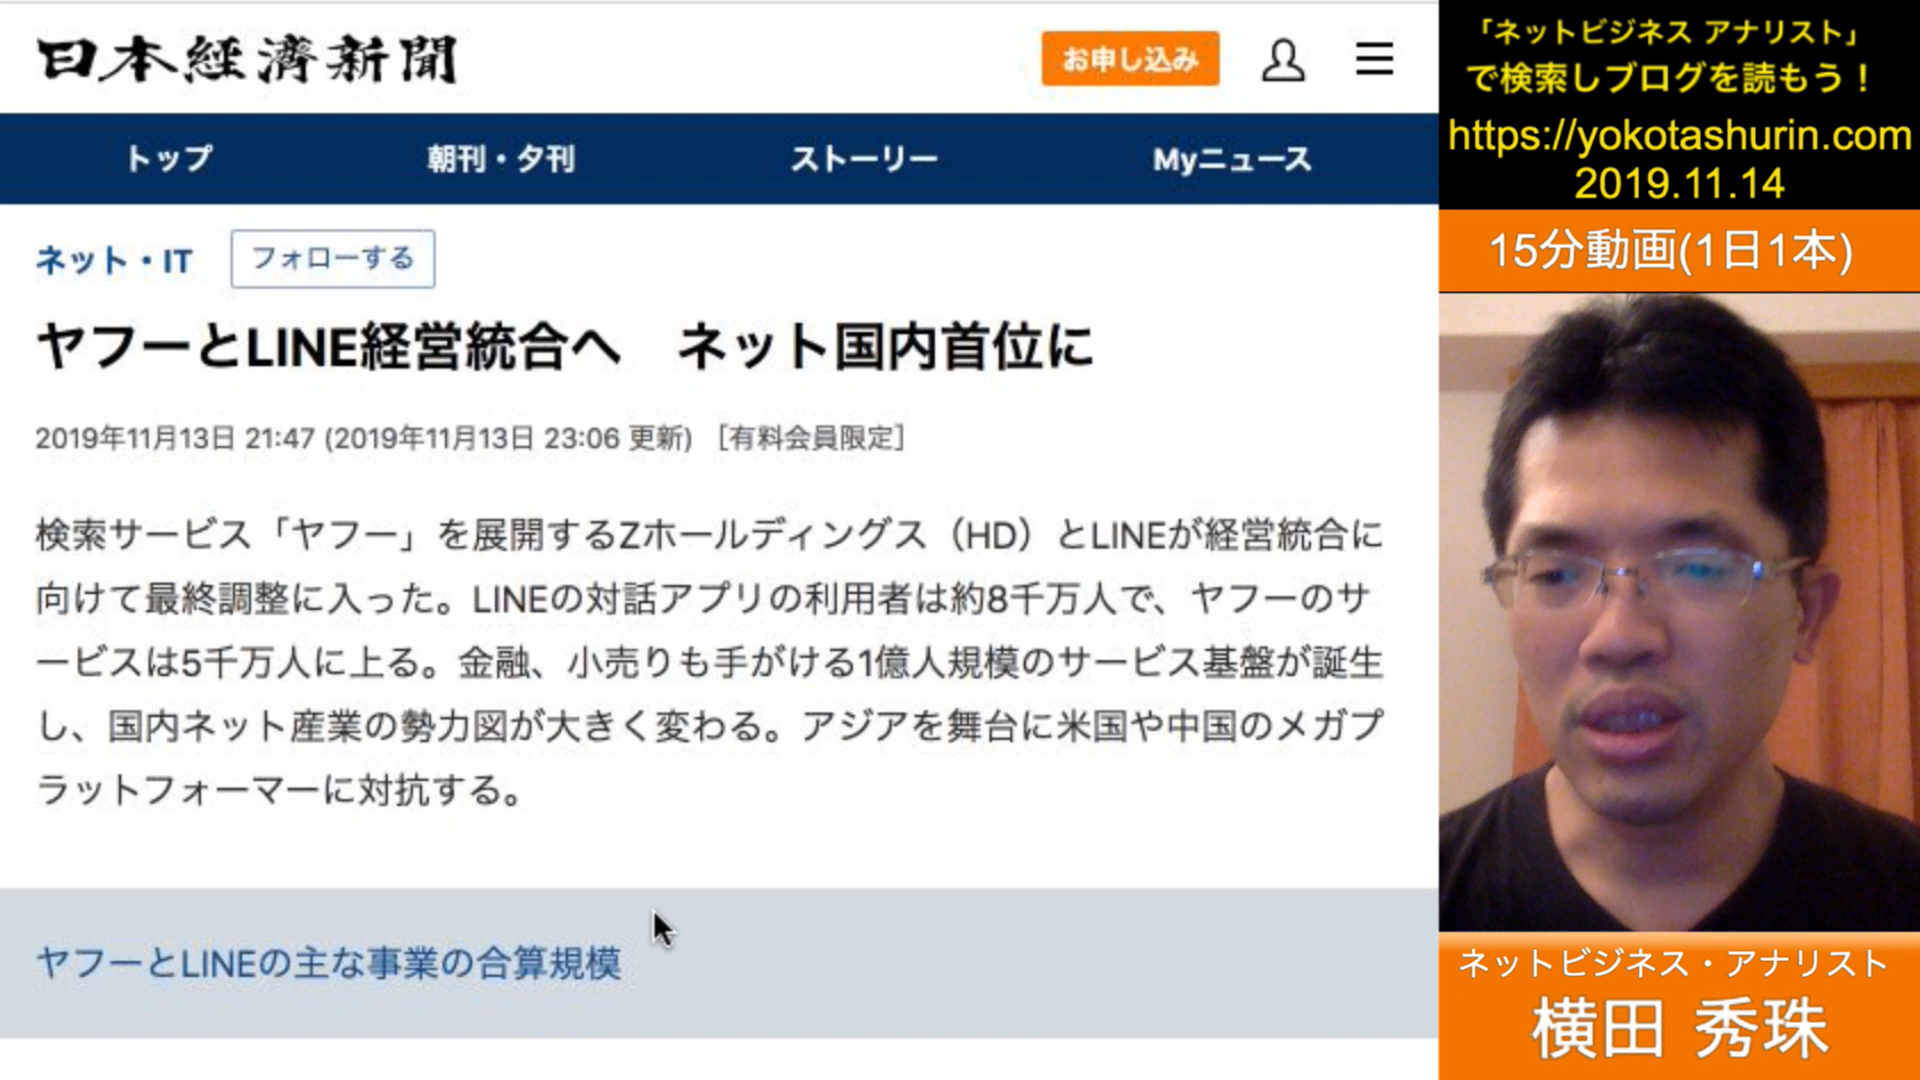 日本經濟新聞
お申し込み
トップ
朝刊・夕刊
ストーリー
Myニュース
ネット・IT
フォローする
ヤフーとLINE経営統合へ　ネット国内首位に
2019年11月13日 21:47 (2019年11月13日 23:06 更新) ［有料会員限定］
検索サービス「ヤフー」を展開するZホールディングス（HD）とLINEが経営統合に
向けて最終調整に入った。LINEの対話アプリの利用者は約8千万人で、ヤフーのサ
ービスは5千万人に上る。金融、小売りも手がける1億人規模のサービス基盤が誕生
し、国内ネット産業の勢力図が大きく変わる。アジアを舞台に米国や中国のメガプ
ラットフォーマーに対抗する。
ヤフーとLINEの主な事業の合算規模
「ネットビジネス アナリスト」
で検索しブログを読もう！
https://yokotashurin.com
2019.11.14
15分動画(1日1本)
ネットビジネス・アナリスト
横田 秀珠